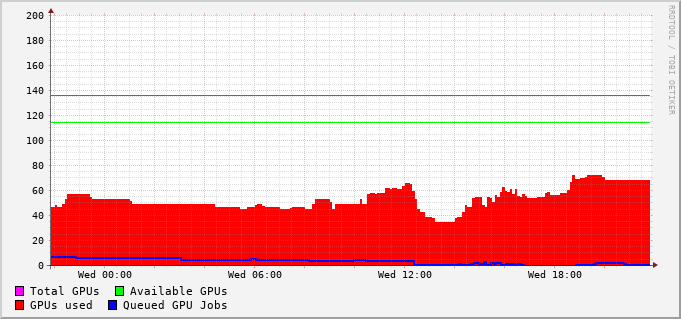 200
180
160
140
120
100
80
60
40
20
0
Wed 00:00 Wed 06:00 Wed 12:00 Wed 18:00
Total GPUs Available GPUs
GPUs used Queued GPU Jobs
RRDTOOL / TOBI OETIKER